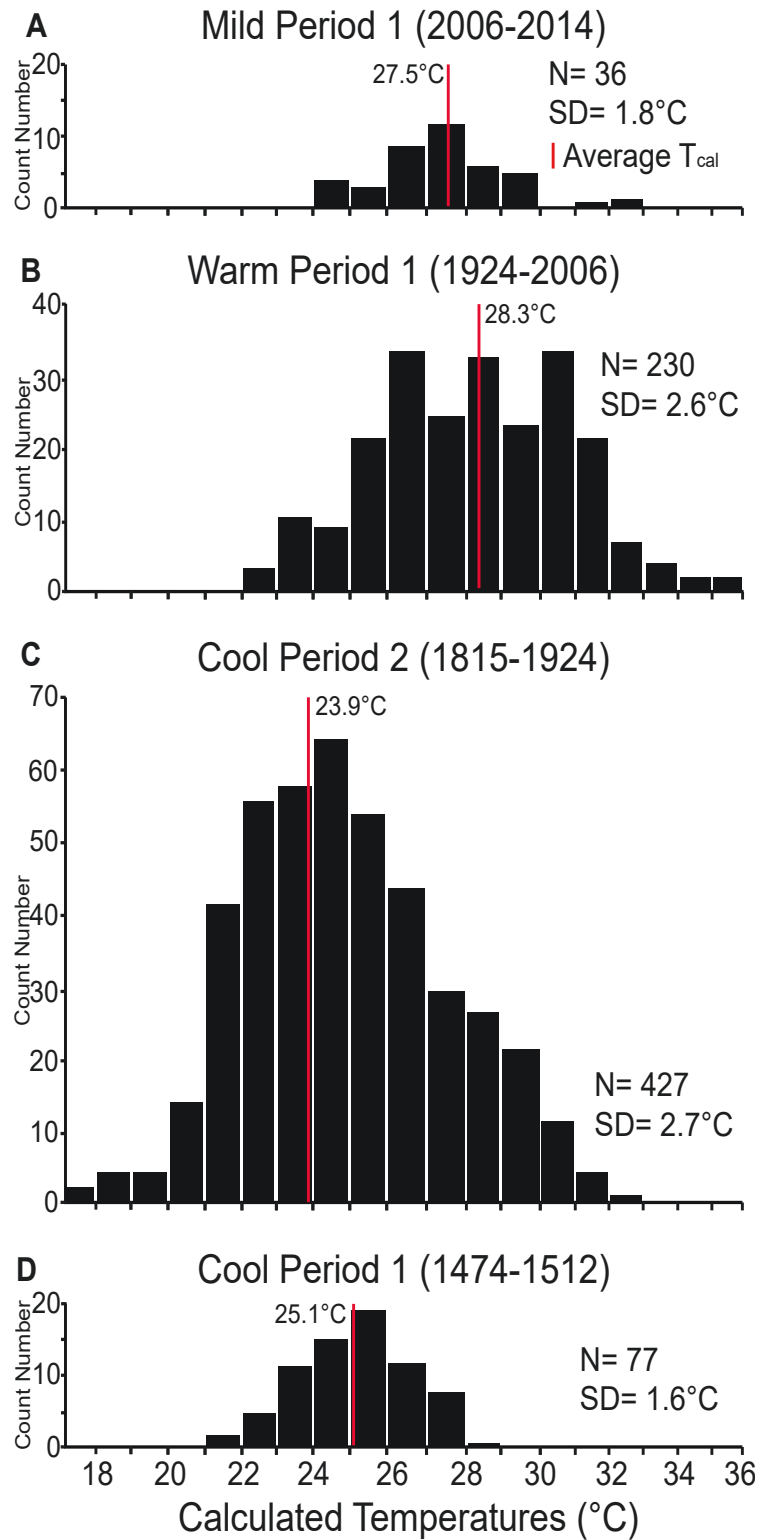 A
Mild Period 1 (2006-2014)
20
10
0
Count Number
27.5°C
N= 36
SD= 1.8°C
Average Tcal
B
Warm Period 1 (1924-2006)
40
30
20
10
0
Count Number
28.3°C
N= 230
SD= 2.6°C
C
Cool Period 2 (1815-1924)
70
60
50
40
30
20
10
0
Count Number
23.9°C
N= 427
SD= 2.7°C
D
Cool Period 1 (1474-1512)
20
10
0
Count Number
25.1°C
N= 77
SD= 1.6°C
18 20 22 24 26 28 30 32 34 36
Calculated Temperatures (°C)